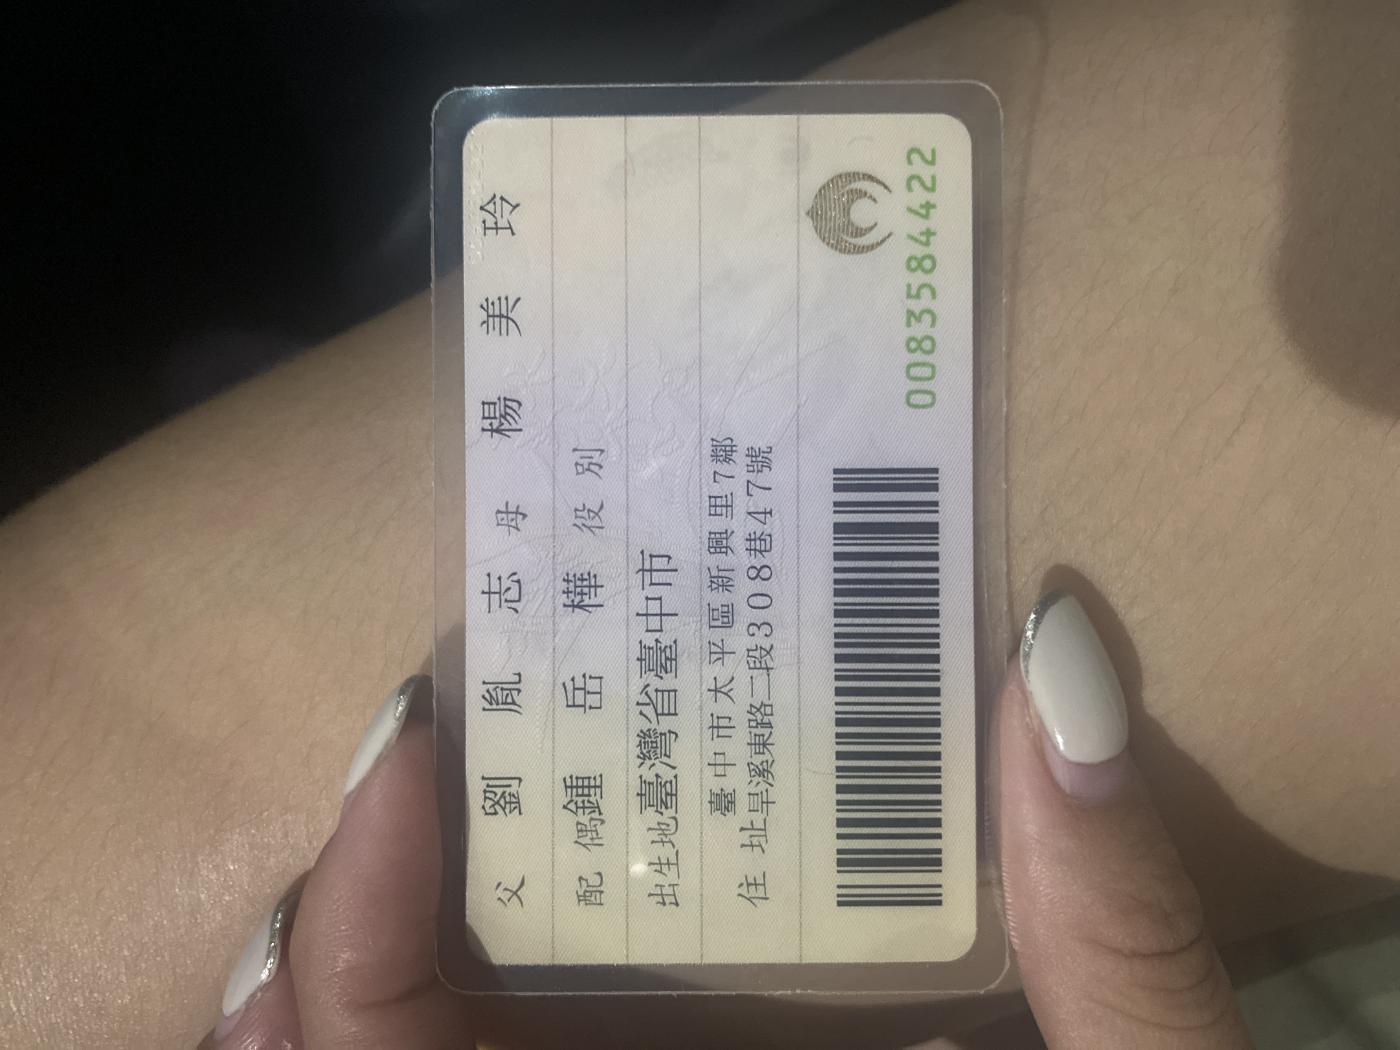 父 劉胤志 母 楊美玲
配偶 鍾岳樺 役別
出生地 臺灣省臺中市
住址 臺中市太平區新興里7鄰
旱溪東路二段308巷47號
0083584422